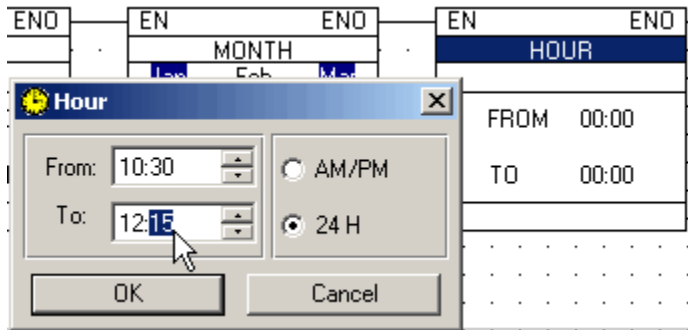 ENO EN ENO EN ENO
MONTH HOUR
Jan Feb Mar
Hour
FROM 00:00
From: 10:30 AM/PM
TO 00:00
To: 12:15 24 H
OK Cancel